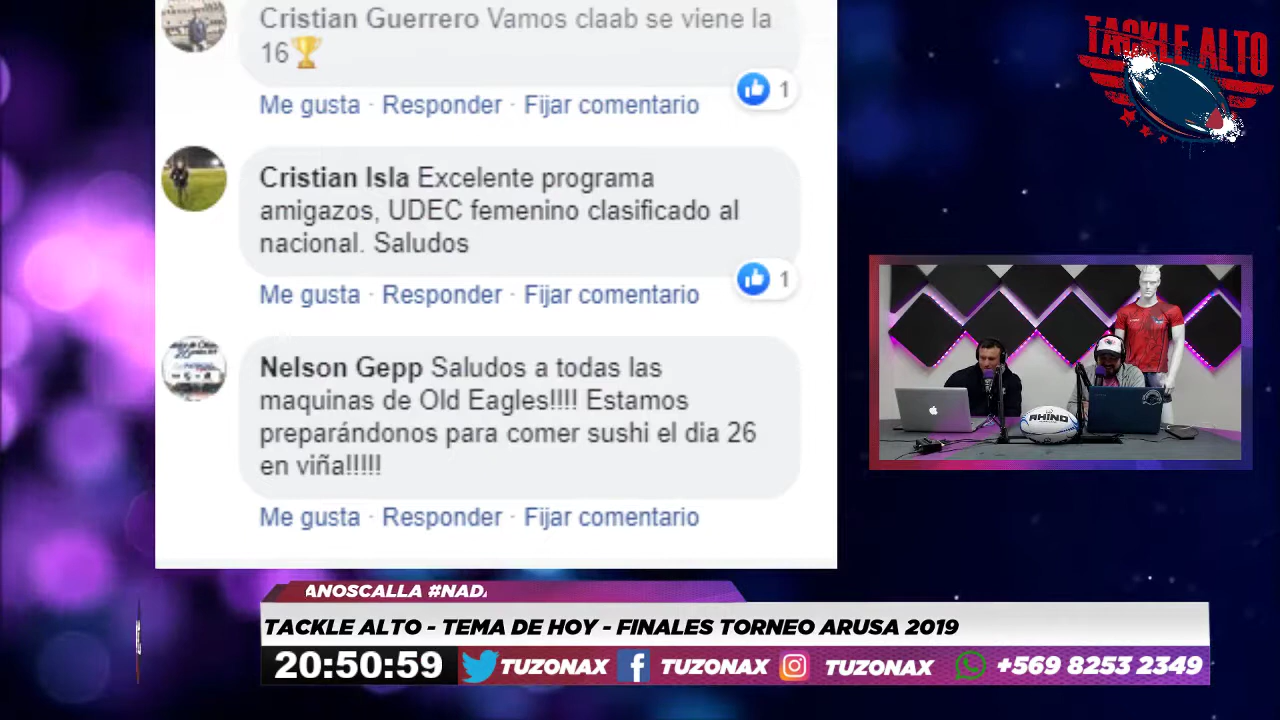 Cristian Guerrero Vamos claab se viene la
16🏆
1
Me gusta · Responder · Fijar comentario
Cristian Isla Excelente programa
amigazos, UDEC femenino clasificado al
nacional. Saludos
1
Me gusta · Responder · Fijar comentario
Nelson Gepp Saludos a todas las
maquinas de Old Eagles!!!! Estamos
preparándonos para comer sushi el dia 26
en viña!!!!!
Me gusta · Responder · Fijar comentario
TACKLE ALTO
RHINO
ANOSCALLA #NAD
TACKLE ALTO - TEMA DE HOY - FINALES TORNEO ARUSA 2019
20:50:59 TUZONAX TUZONAX TUZONAX +569 8253 2349